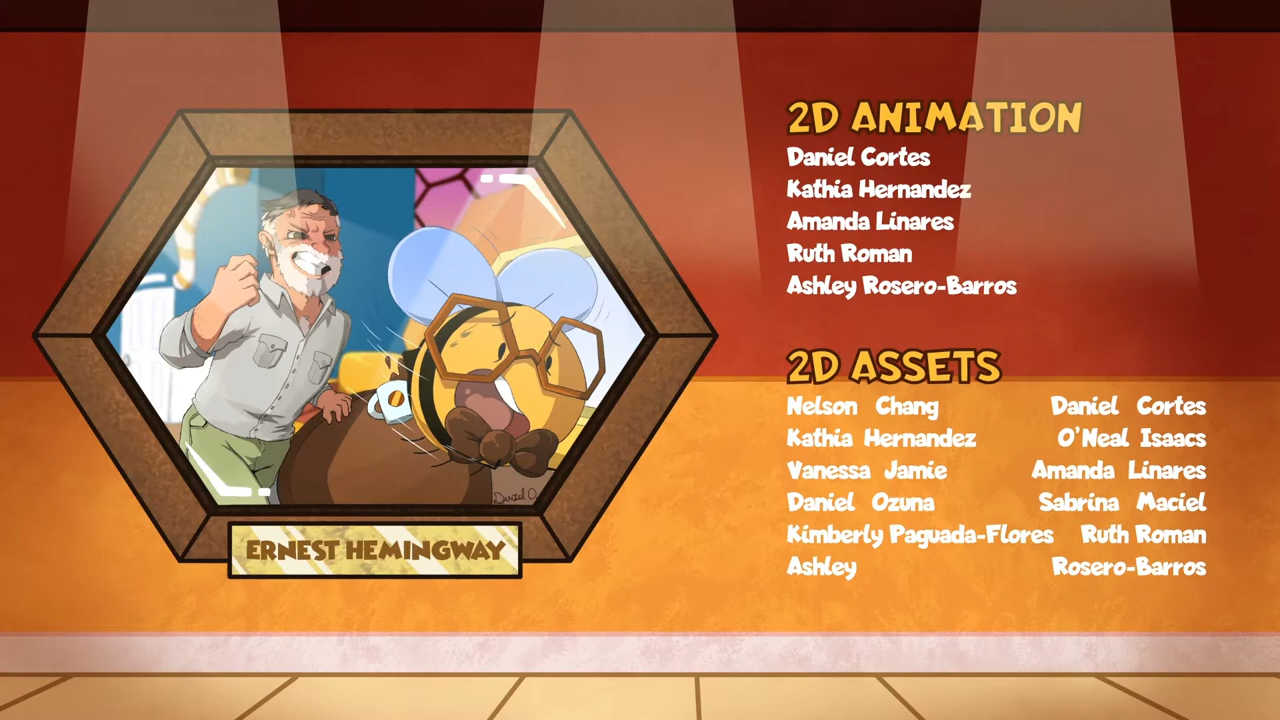 2D ANIMATION
Daniel Cortes
Kathia Hernandez
Amanda Linares
Ruth Roman
Ashley Rosero-Barros
2D ASSETS
Nelson Chang Daniel Cortes
Kathia Hernandez O'Neal Isaacs
Vanessa Jamie Amanda Linares
Daniel Ozuna Sabrina Maciel
Kimberly Paguada-Flores Ruth Roman
Ashley Rosero-Barros
ERNEST HEMINGWAY